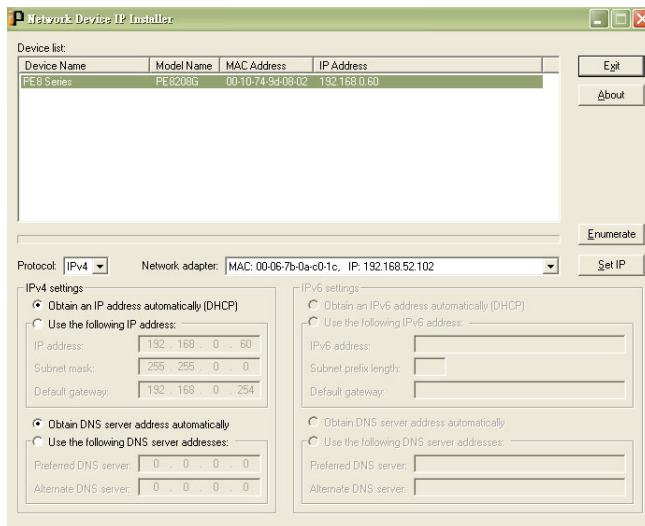 Network Device IP Installer
Device list:
Device Name Model Name MAC Address IP Address
PE8 Series PE8208G 00-10-74-9d-08-02 192.168.0.60
Exit
About
Enumerate
Protocol: IPv4 Network adapter: MAC: 00-06-7b-0a-c0-1c, IP: 192.168.52.102 Set IP
IPv4 settings
Obtain an IP address automatically (DHCP)
Use the following IP address:
IP address: 192 . 168 . 0 . 60
Subnet mask: 255 . 255 . 0 . 0
Default gateway: 192 . 168 . 0 . 254
Obtain DNS server address automatically
Use the following DNS server addresses:
Preferred DNS server: 0 . 0 . 0 . 0
Alternate DNS server: 0 . 0 . 0 . 0
IPv6 settings
Obtain an IPv6 address automatically (DHCP)
Use the following IPv6 address:
IPv6 address:
Subnet prefix length:
Default gateway:
Obtain DNS server address automatically
Use the following DNS server addresses:
Preferred DNS server:
Alternate DNS server: